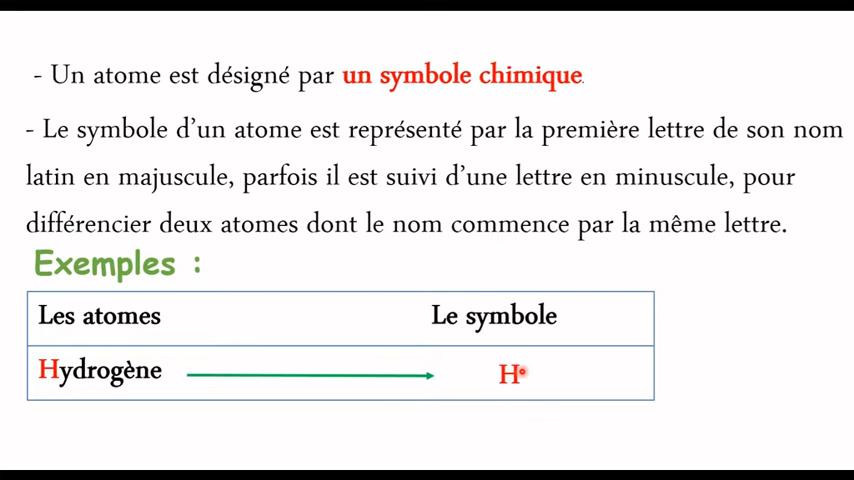 - Un atome est désigné par un symbole chimique.
- Le symbole d'un atome est représenté par la première lettre de son nom
latin en majuscule, parfois il est suivi d'une lettre en minuscule, pour
différencier deux atomes dont le nom commence par la même lettre.
Exemples :
Les atomes Le symbole
Hydrogène H